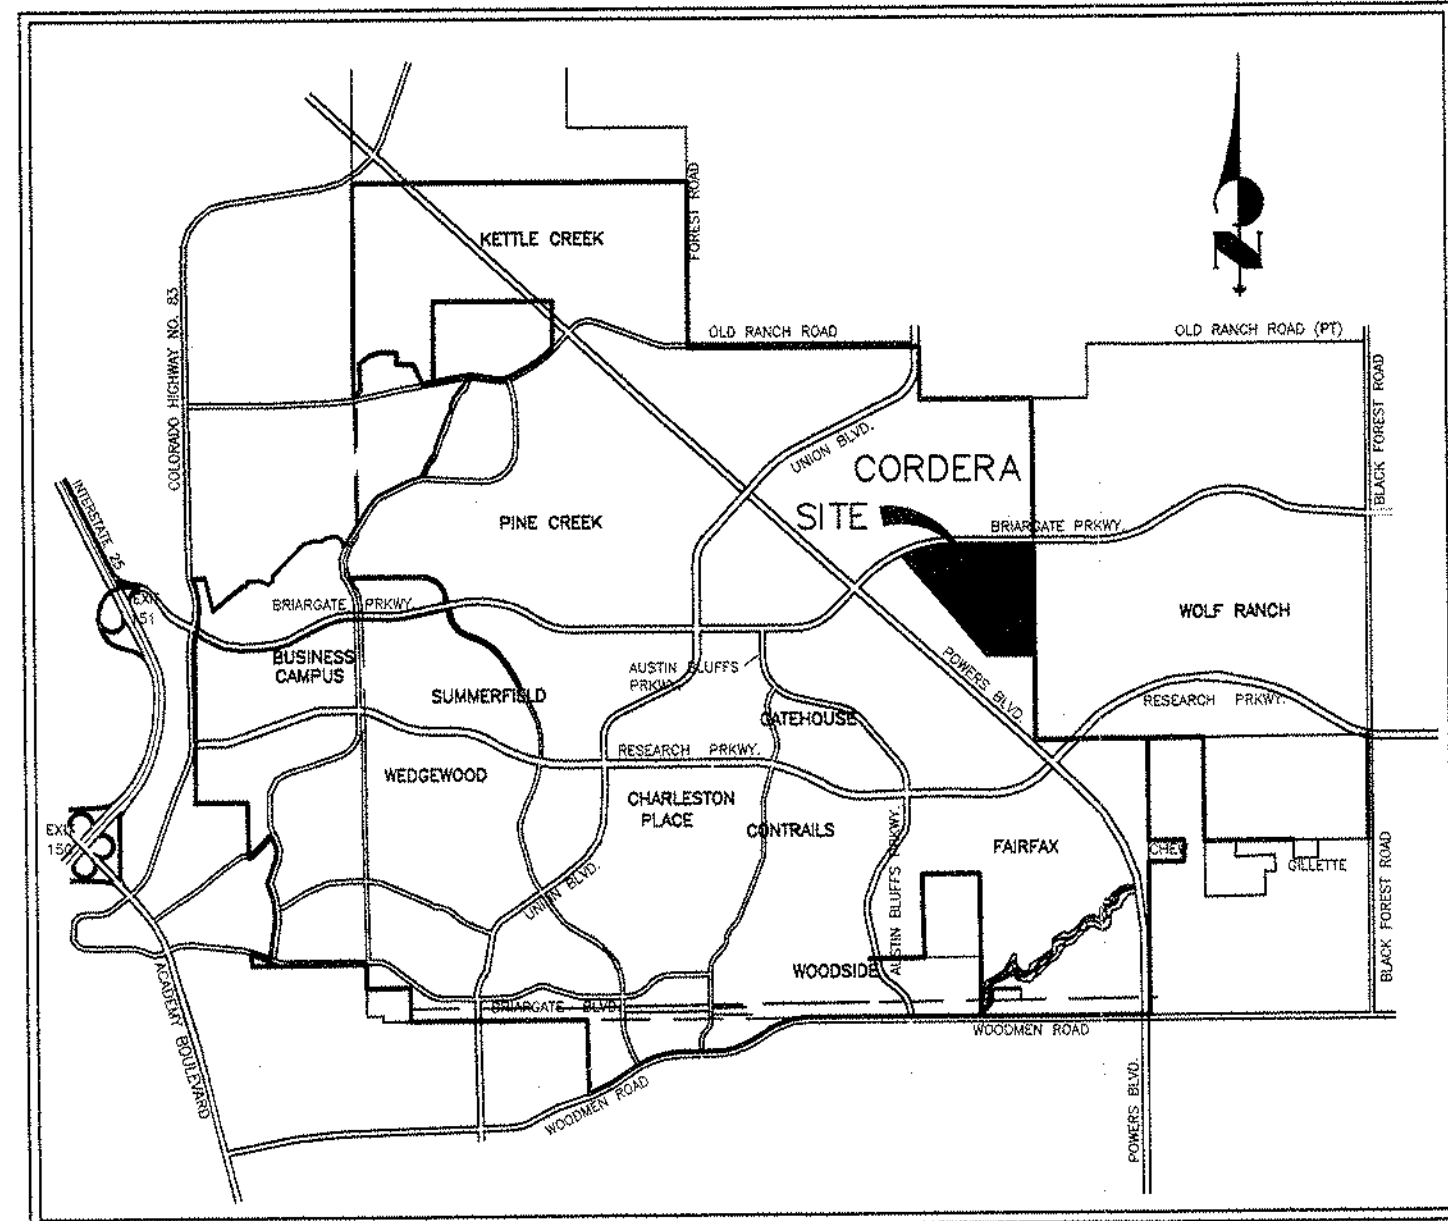 KETTLE CREEK
FOREST ROAD
N
OLD RANCH ROAD
OLD RANCH ROAD (PT)
COLORADO HIGHWAY NO. 83
BLACK FOREST ROAD
UNION BLVD.
CORDERA
SITE
INTERSTATE 25
PINE CREEK
BRIARGATE PRKWY.
EXIT
151
BRIARGATE PRKWY.
WOLF RANCH
BUSINESS
CAMPUS
AUSTIN BLUFFS
PRKWY.
POWERS BLVD.
SUMMERFIELD
GATEHOUSE
RESEARCH PRKWY.
RESEARCH PRKWY.
WEDGEWOOD
CHARLESTON
PLACE
CONTRAILS
EXIT
150
FAIRFAX
CHEV
GILLETTE
UNION BLVD.
AUSTIN BLUFFS PRKWY.
BLACK FOREST ROAD
WOODSIDE
ACADEMY BOULEVARD
BRIARGATE BLVD.
WOODMEN ROAD
WOODMEN ROAD
POWERS BLVD.